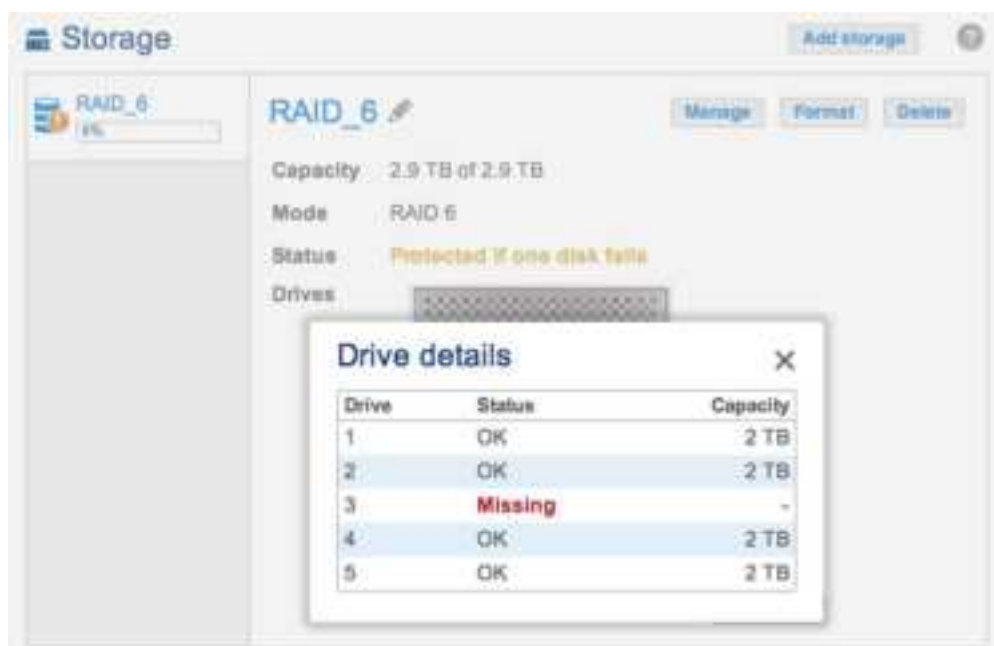 Storage
Add storage
RAID_6
RAID_6
Manage Format Delete
Capacity 2.9 TB of 2.9 TB
Mode RAID 6
Status Protected if one disk fails
Drives
Drive details
Drive Status Capacity
1 OK 2 TB
2 OK 2 TB
3 Missing -
4 OK 2 TB
5 OK 2 TB